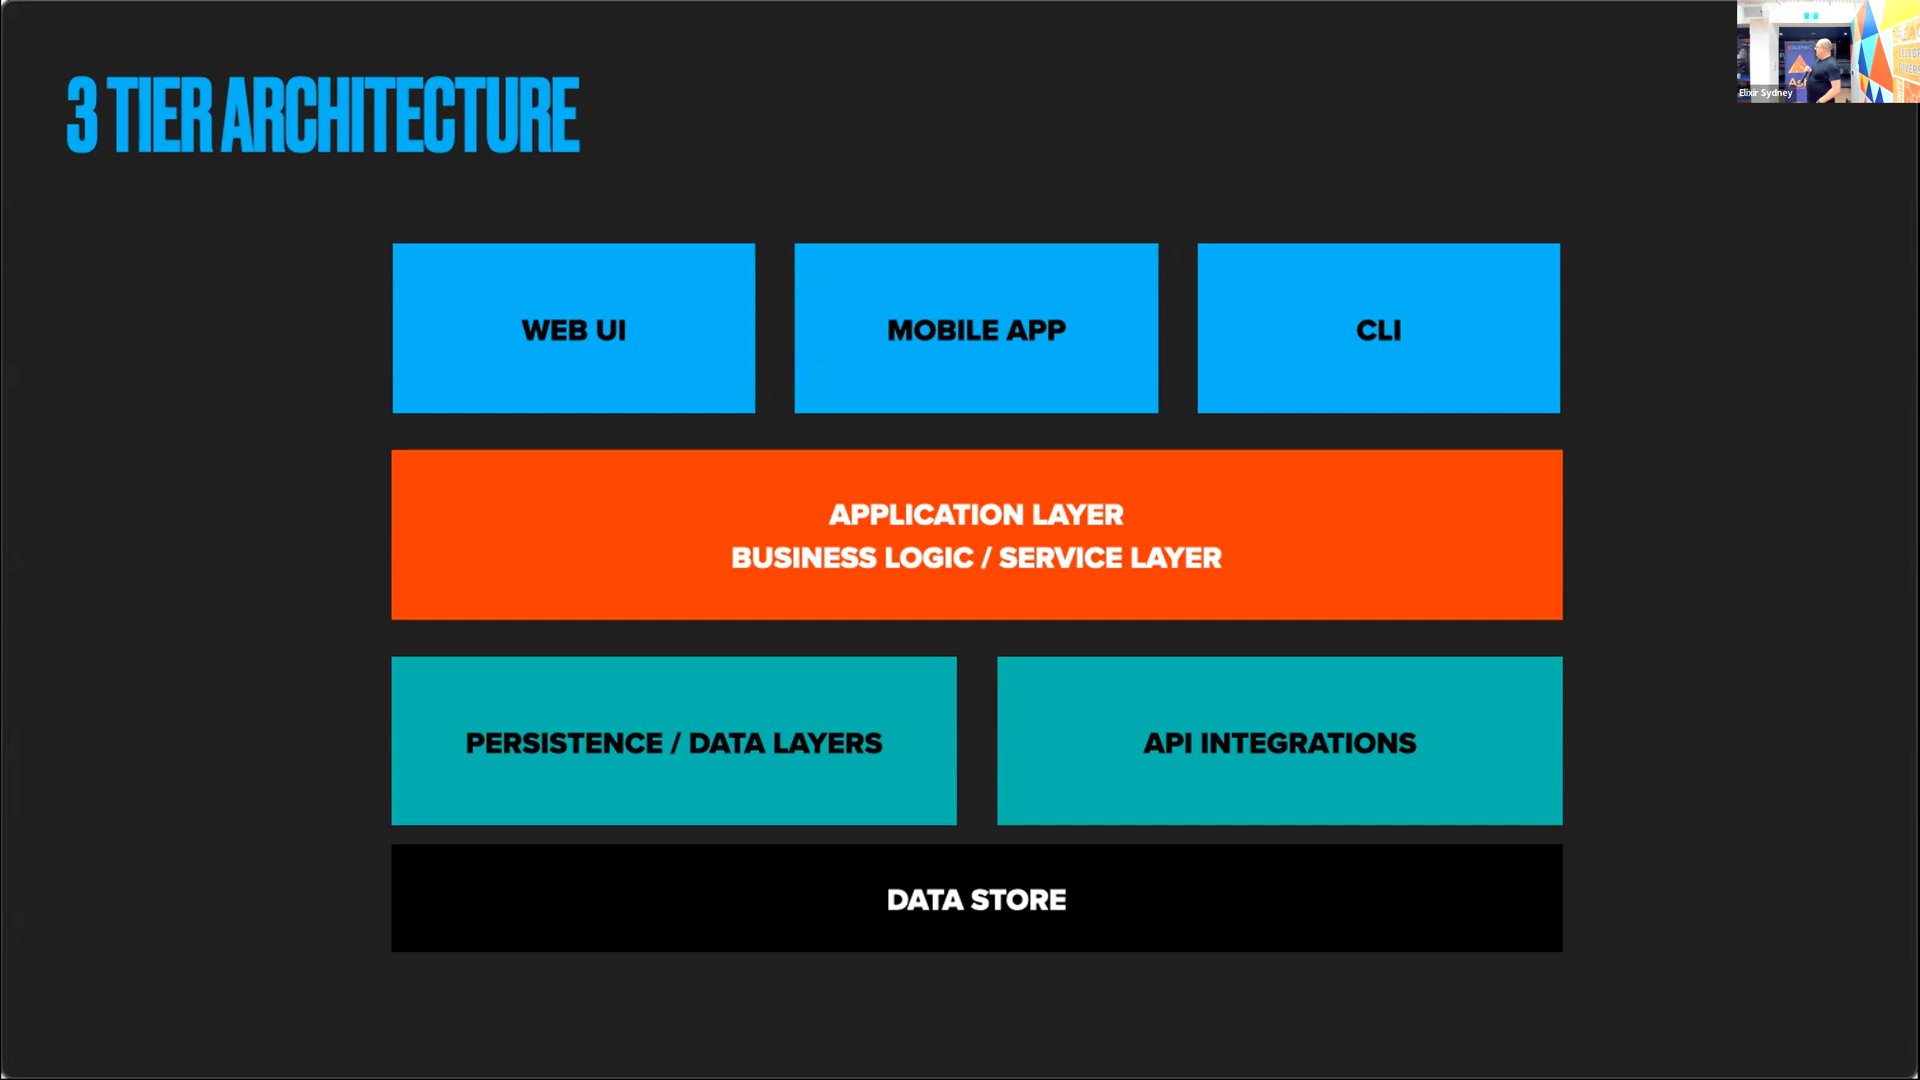 3 TIER ARCHITECTURE
WEB UI
MOBILE APP
CLI
APPLICATION LAYER
BUSINESS LOGIC / SERVICE LAYER
PERSISTENCE / DATA LAYERS
API INTEGRATIONS
DATA STORE
Elixir Sydney